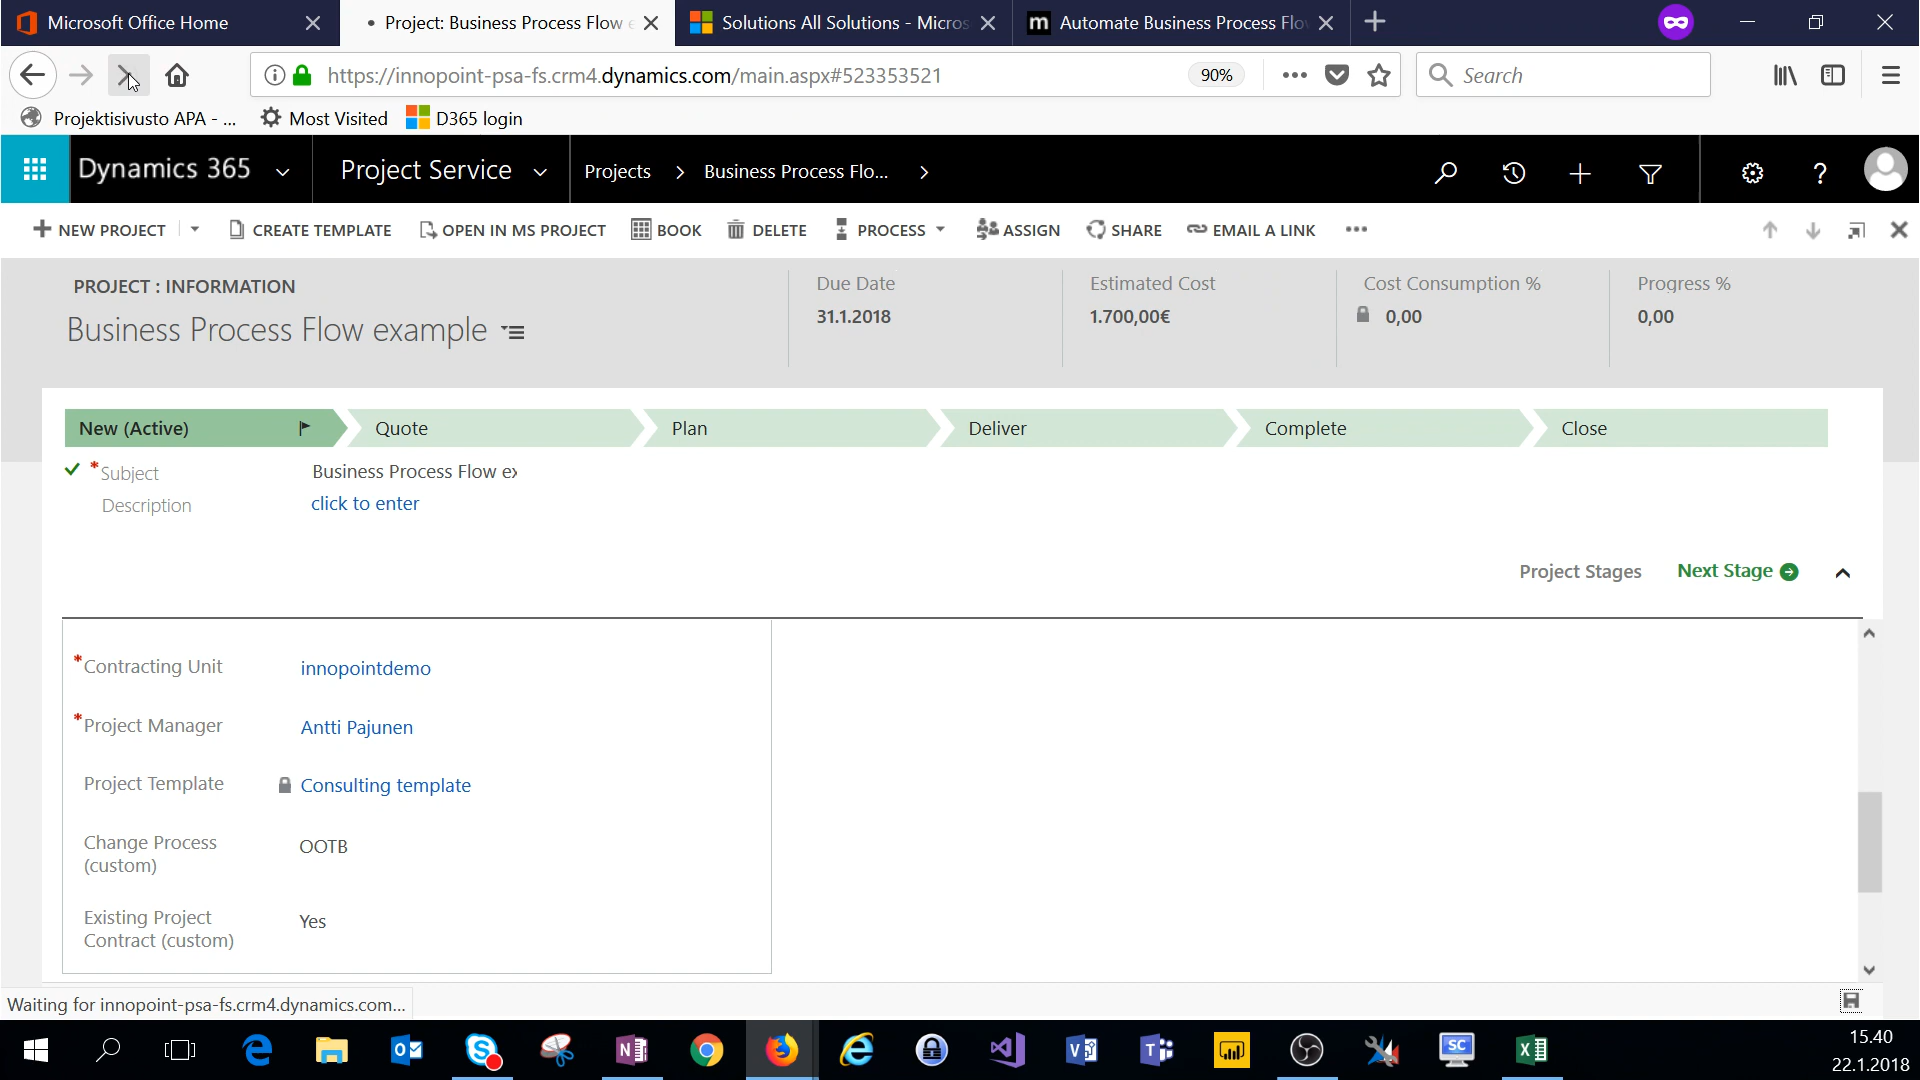 Microsoft Office Home
Project: Business Process Flow e
Solutions All Solutions - Micros
m Automate Business Process Flo
https://innopoint-psa-fs.crm4.dynamics.com/main.aspx#523353521
90%
Search
Projektisivusto APA - ...
Most Visited
D365 login
Dynamics 365
Project Service
Projects
Business Process Flo...
NEW PROJECT
CREATE TEMPLATE
OPEN IN MS PROJECT
BOOK
DELETE
PROCESS
ASSIGN
SHARE
EMAIL A LINK
PROJECT : INFORMATION
Business Process Flow example
Due Date
31.1.2018
Estimated Cost
1.700,00€
Cost Consumption %
0,00
Progress %
0,00
New (Active)
Quote
Plan
Deliver
Complete
Close
*Subject
Business Process Flow ex
Description
click to enter
Project Stages
Next Stage
*Contracting Unit
innopointdemo
*Project Manager
Antti Pajunen
Project Template
Consulting template
Change Process
(custom)
OOTB
Existing Project
Contract (custom)
Yes
Waiting for innopoint-psa-fs.crm4.dynamics.com...
SC
15.40
22.1.2018